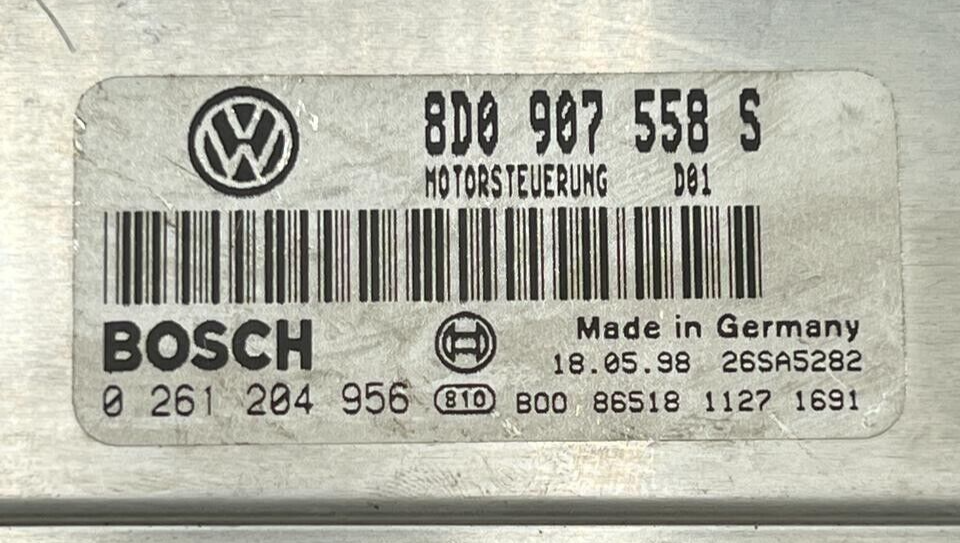 8D0 907 558 S
MOTORSTEUERUNG D01
BOSCH
Made in Germany
18.05.98 26SA5282
0 261 204 956 810 B00 86518 1127 1691